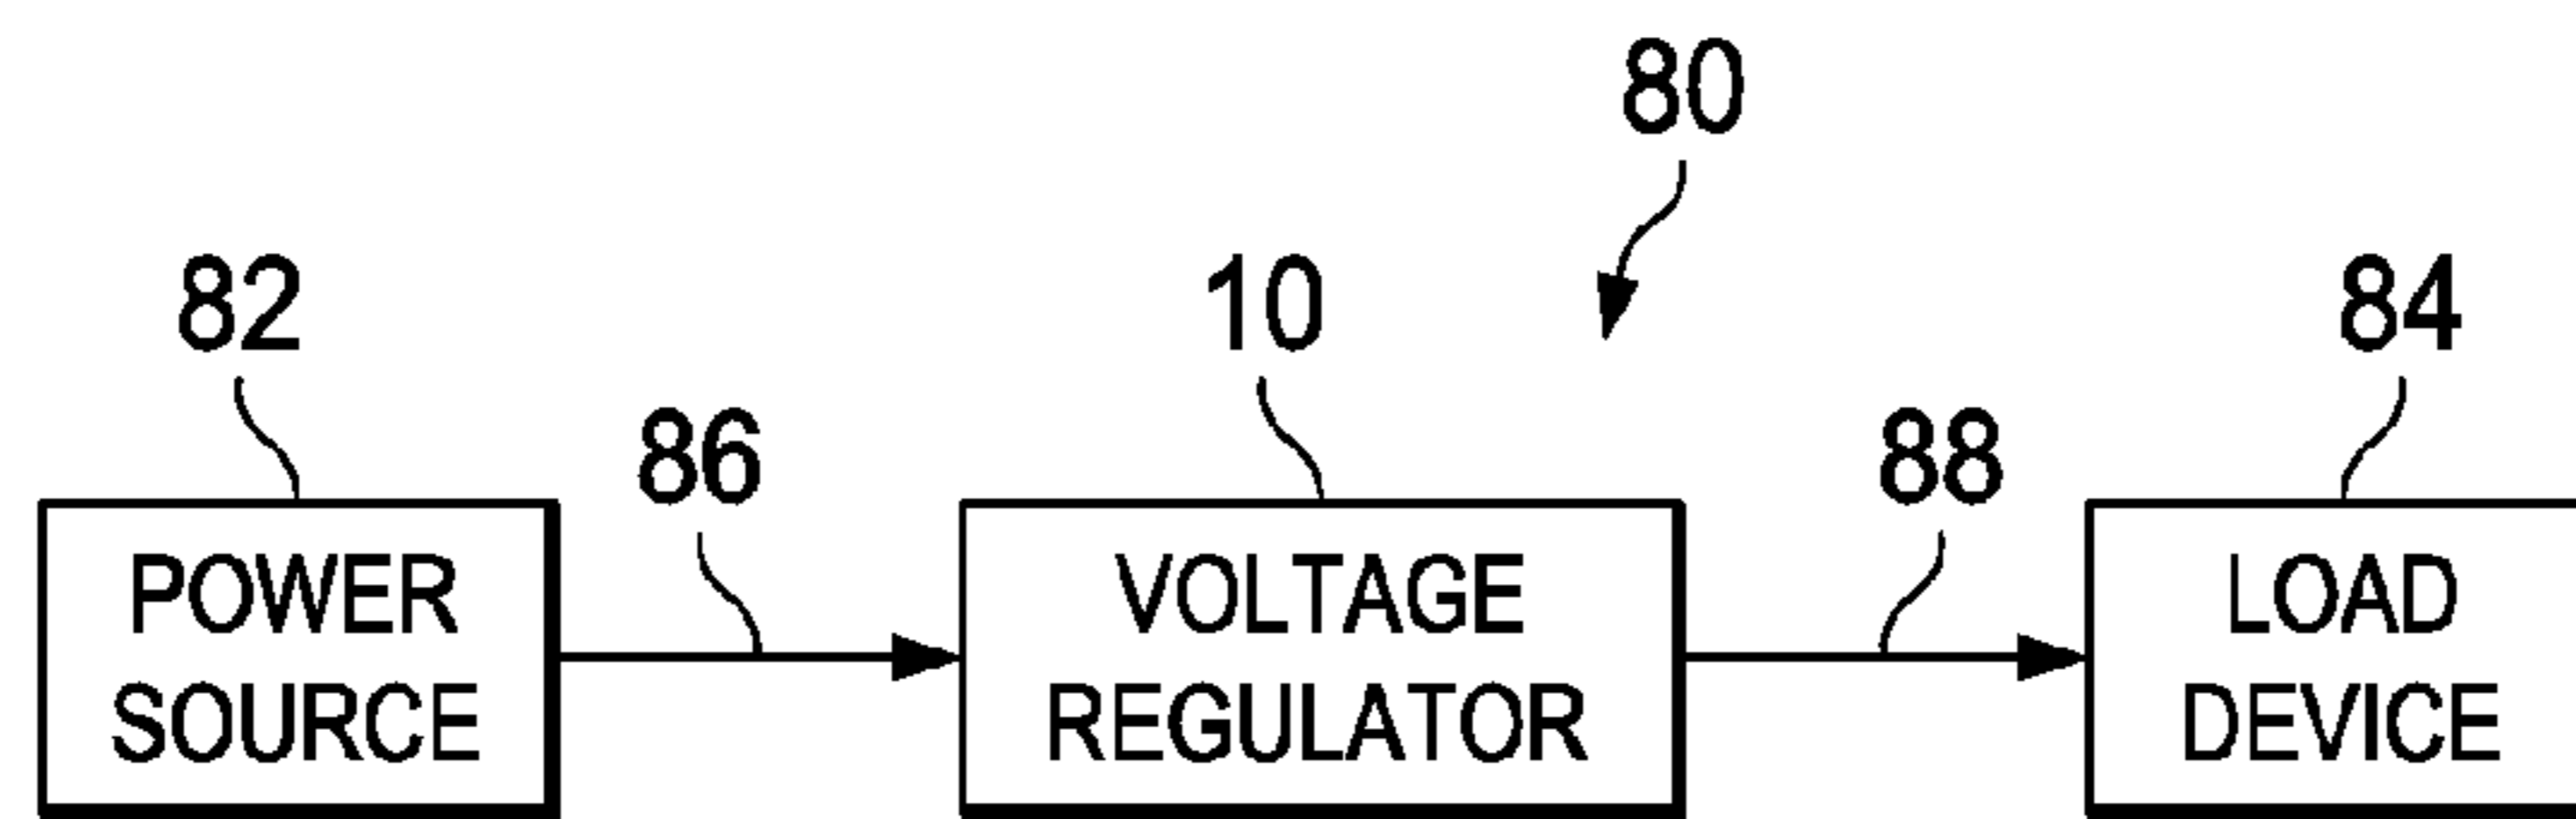 80
82
10
84
86
88
POWER
SOURCE
VOLTAGE
REGULATOR
LOAD
DEVICE